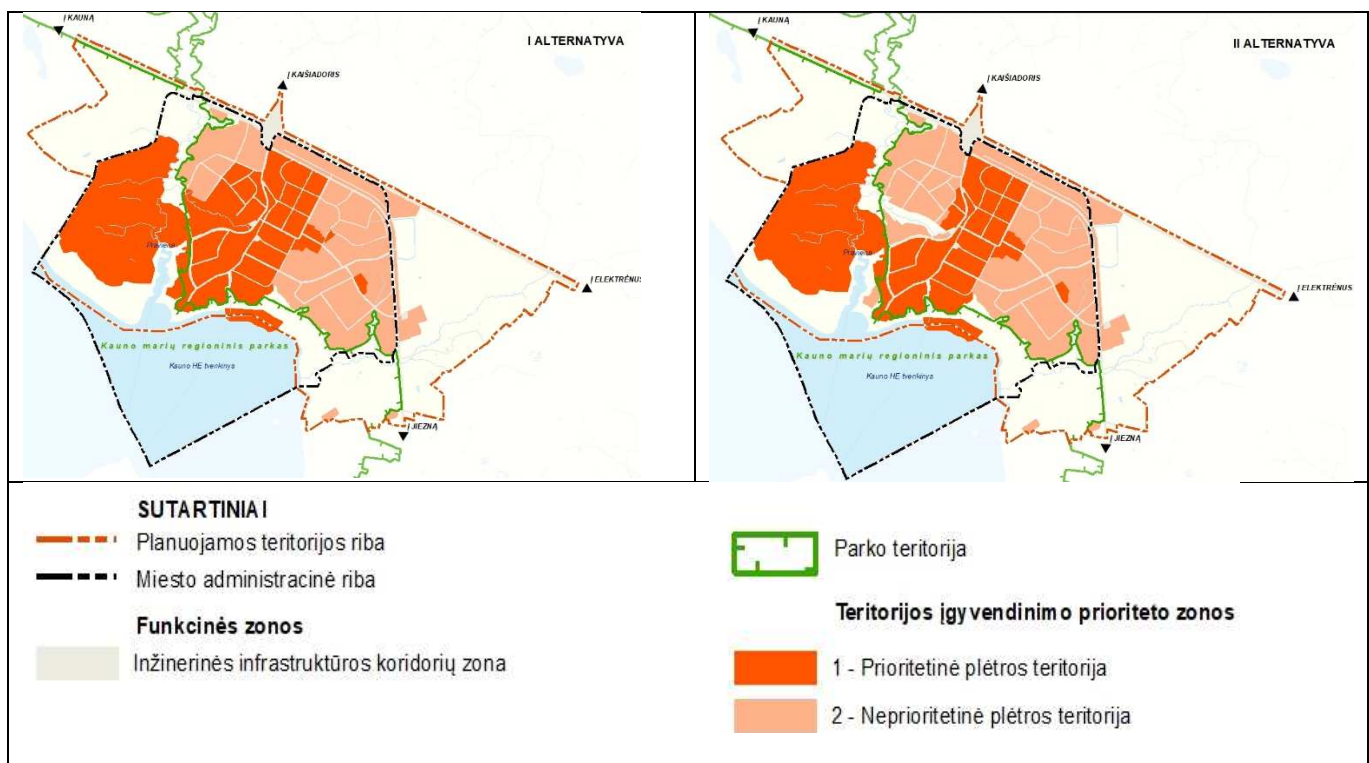 Į KAUNĄ
I ALTERNATYVA
Į KAIŠIADORIS
Pravienė
Į ELEKTRĖNUS
Kauno marių regioninis parkas
Kauno HE tvenkinys
Į JIEZNĄ
Į KAUNĄ
II ALTERNATYVA
Į KAIŠIADORIS
Pravienė
Į ELEKTRĖNUS
Kauno marių regioninis parkas
Kauno HE tvenkinys
Į JIEZNĄ
SUTARTINIAI
Planuojamos teritorijos riba
Miesto administracinė riba
Funkcinės zonos
Inžinerinės infrastruktūros koridorių zona
Parko teritorija
Teritorijos įgyvendinimo prioriteto zonos
1 - Prioritetinė plėtros teritorija
2 - Neprioritetinė plėtros teritorija